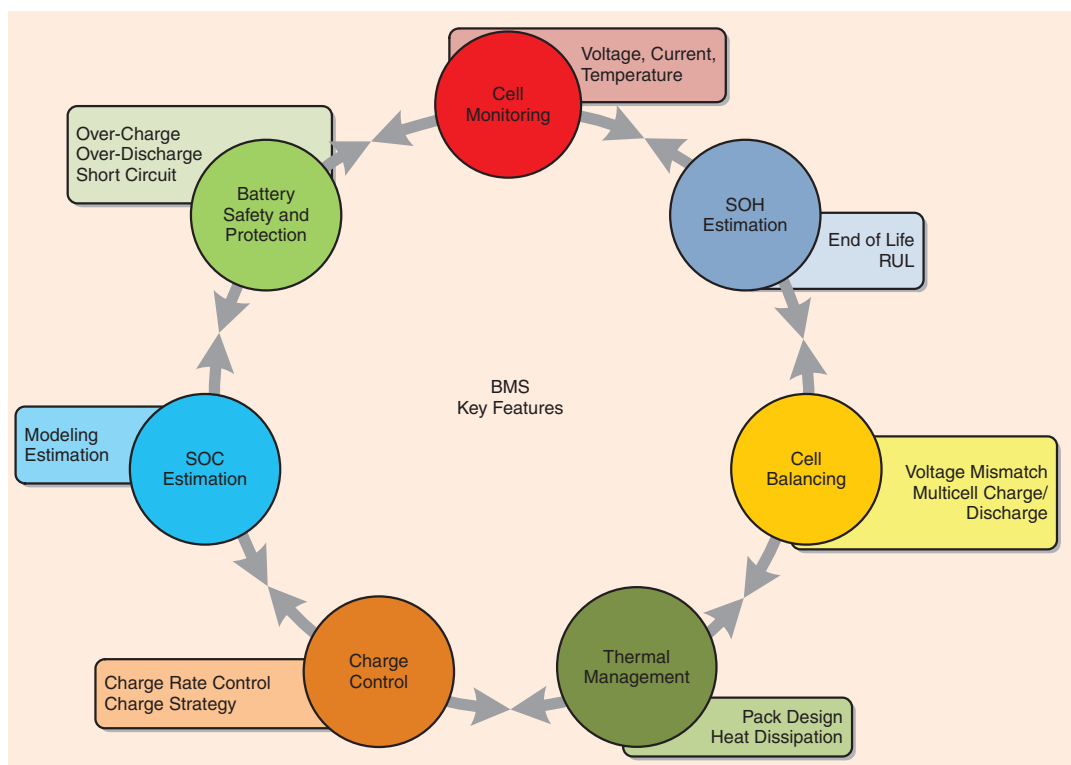 Cell
Monitoring
Voltage, Current,
Temperature
Over-Charge
Over-Discharge
Short Circuit
Battery
Safety and
Protection
SOH
Estimation
End of Life
RUL
BMS
Key Features
Modeling
Estimation
SOC
Estimation
Cell
Balancing
Voltage Mismatch
Multicell Charge/
Discharge
Charge
Control
Charge Rate Control
Charge Strategy
Thermal
Management
Pack Design
Heat Dissipation